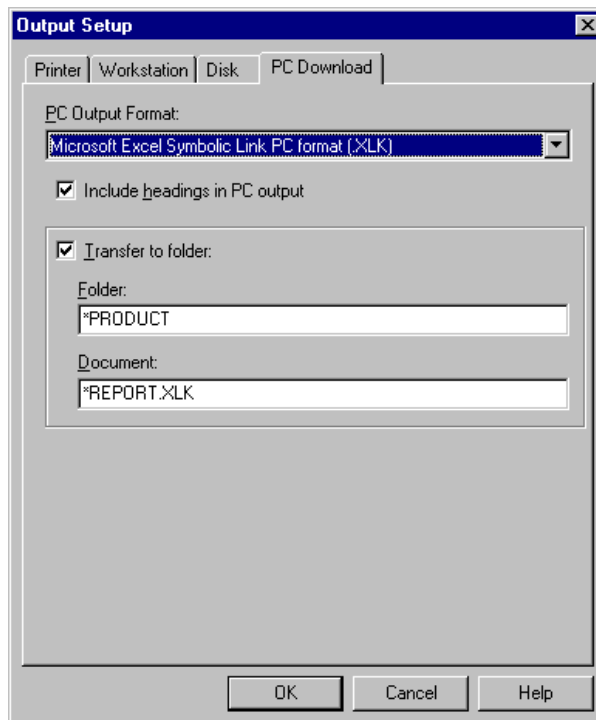 Output Setup
Printer Workstation Disk PC Download
PC Output Format:
Microsoft Excel Symbolic Link PC format (.XLK)
Include headings in PC output
Transfer to folder:
Folder:
*PRODUCT
Document:
*REPORT.XLK
OK Cancel Help